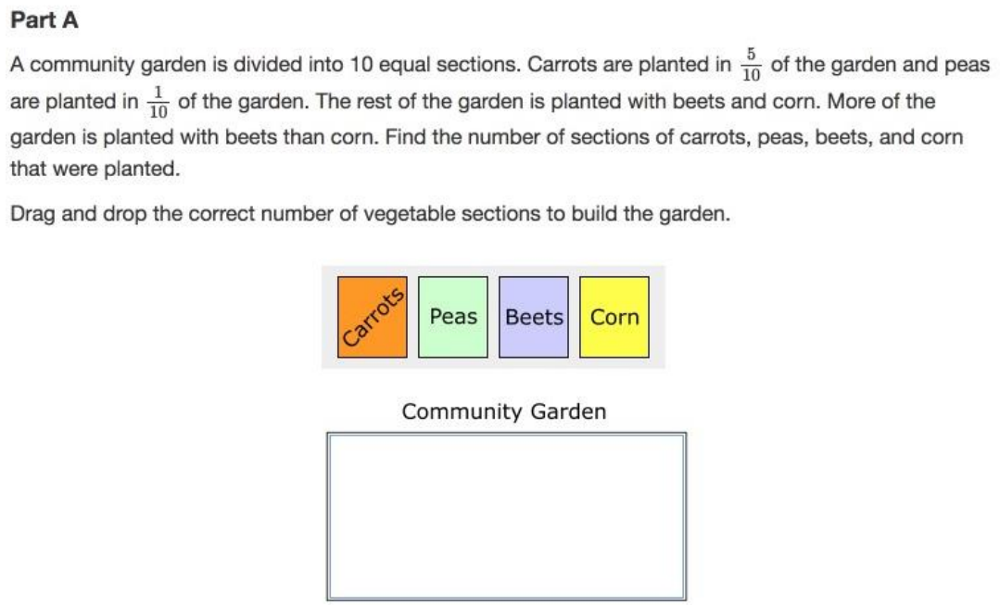 Part A
A community garden is divided into 10 equal sections. Carrots are planted in 5/10 of the garden and peas
are planted in 1/10 of the garden. The rest of the garden is planted with beets and corn. More of the
garden is planted with beets than corn. Find the number of sections of carrots, peas, beets, and corn
that were planted.
Drag and drop the correct number of vegetable sections to build the garden.
Carrots Peas Beets Corn
Community Garden